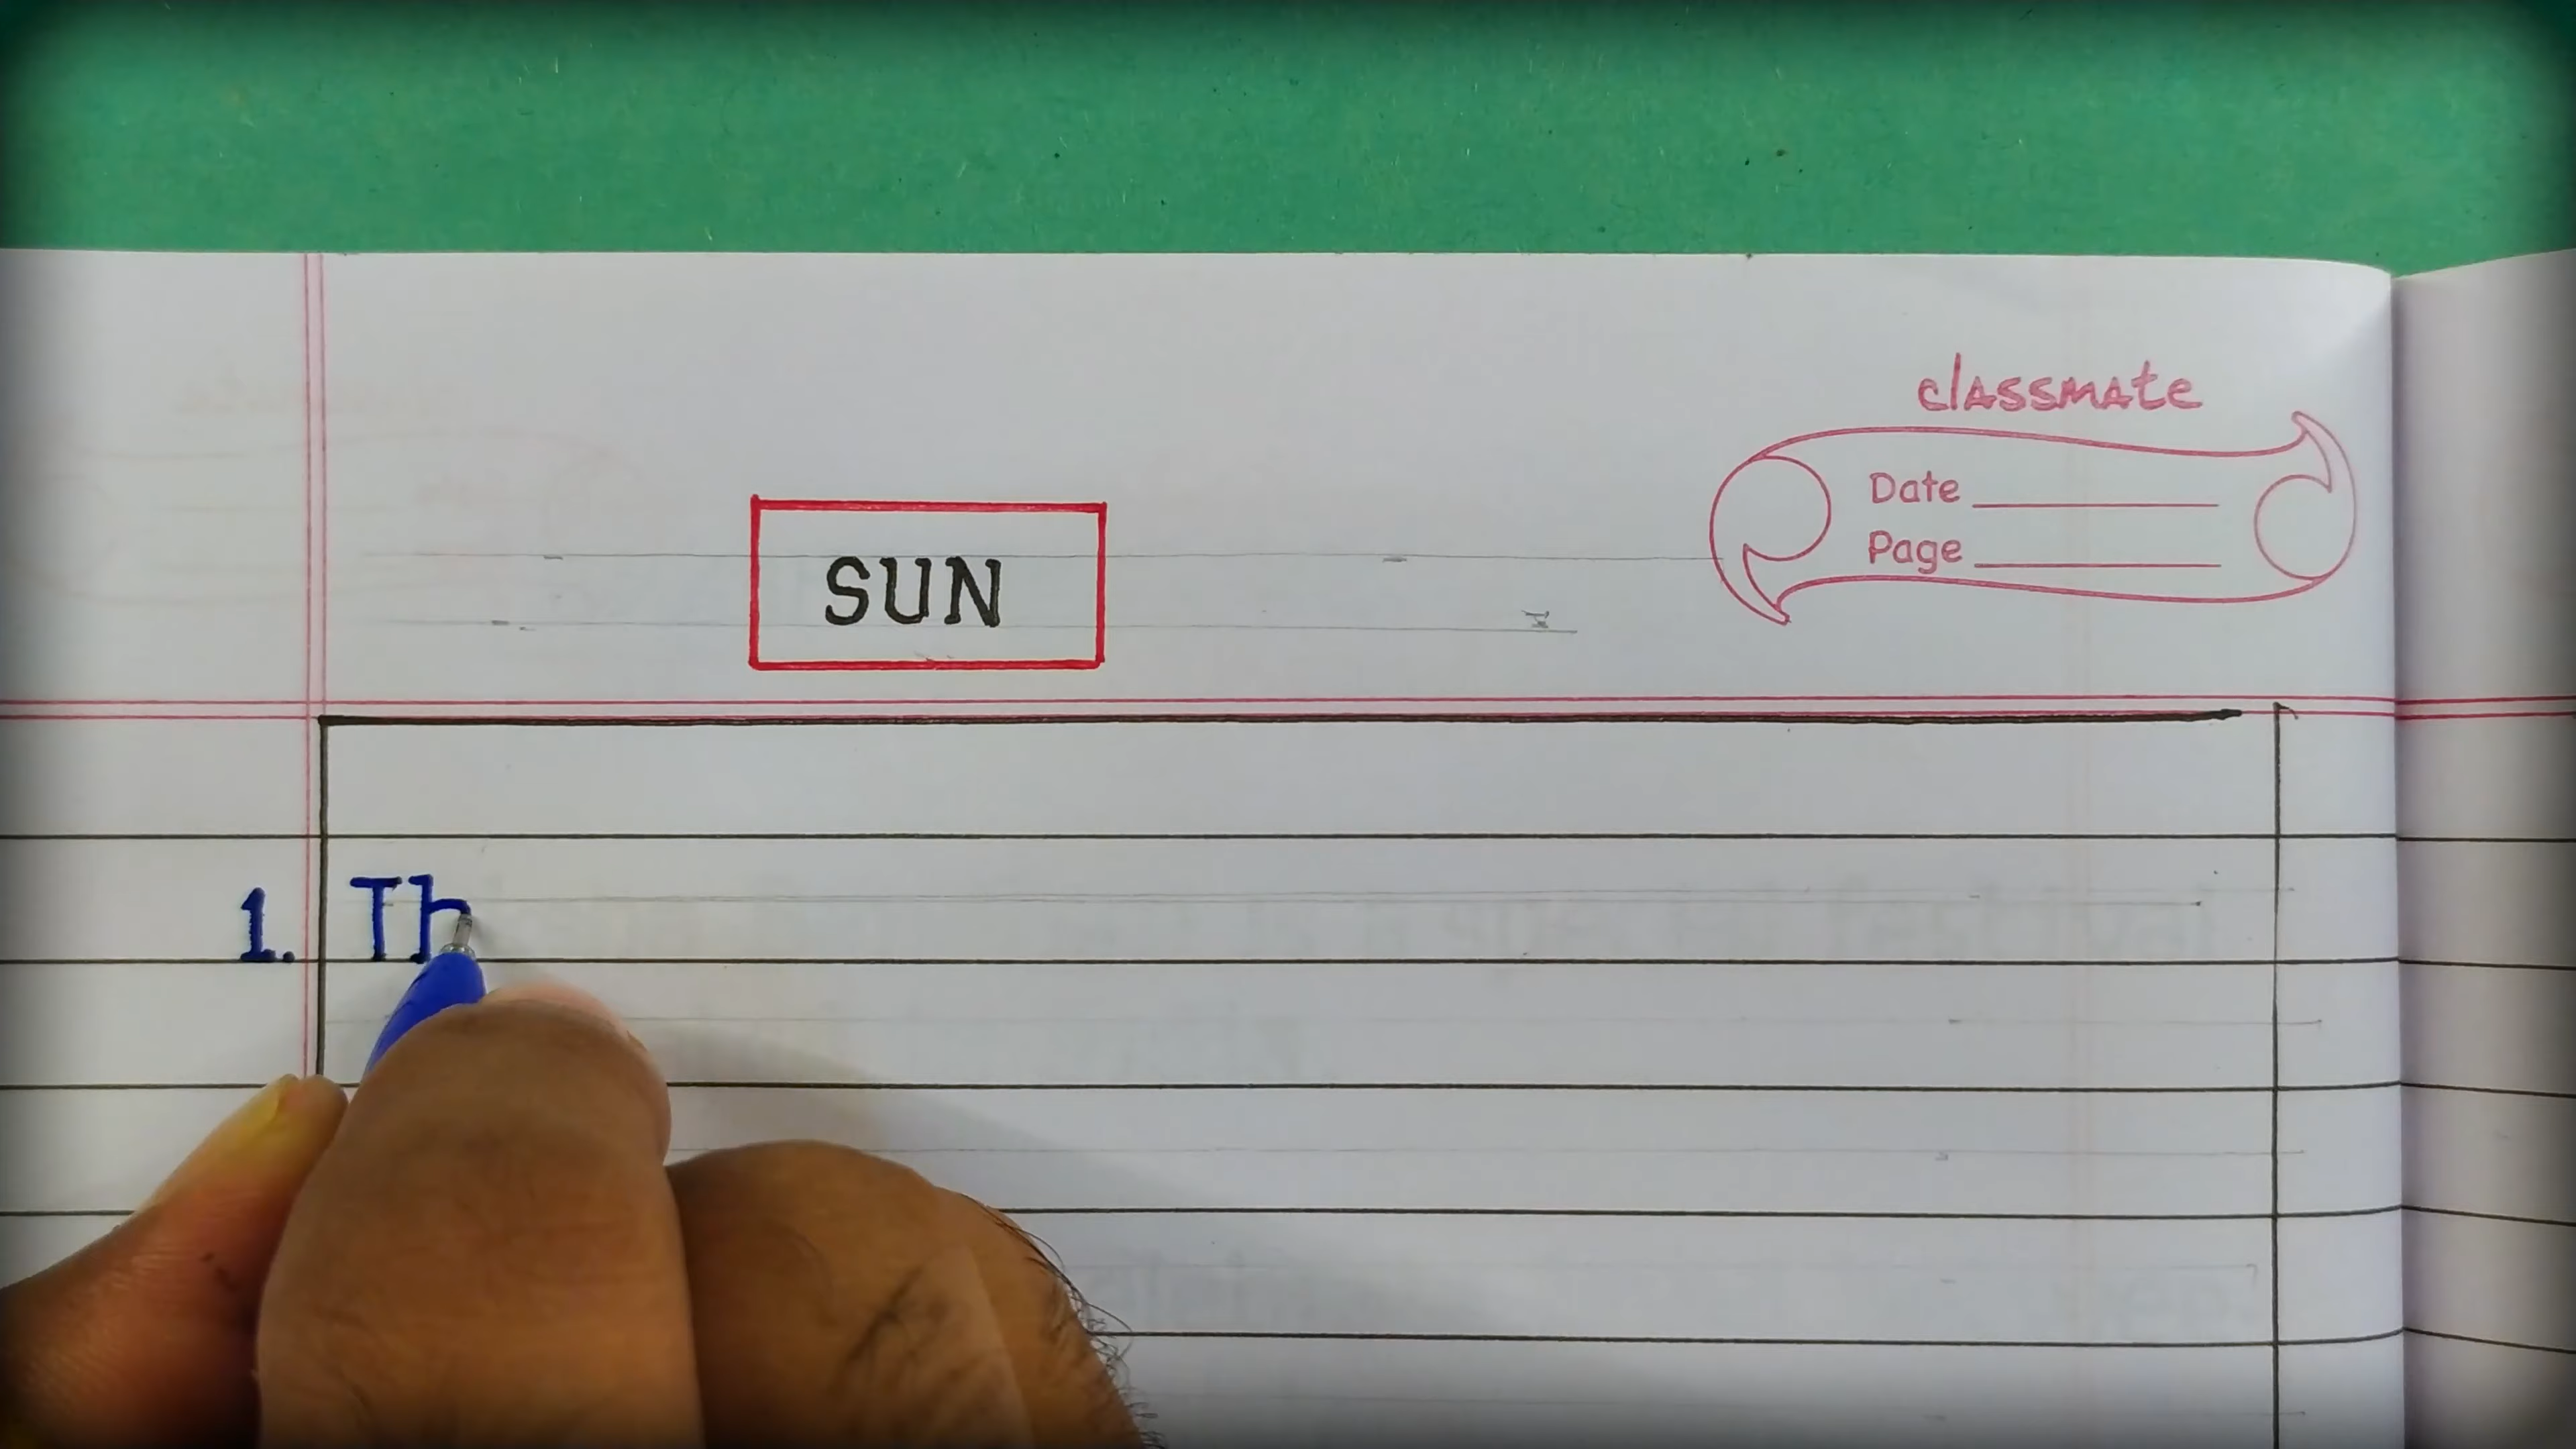 classmate
Date
Page
SUN
1. Th